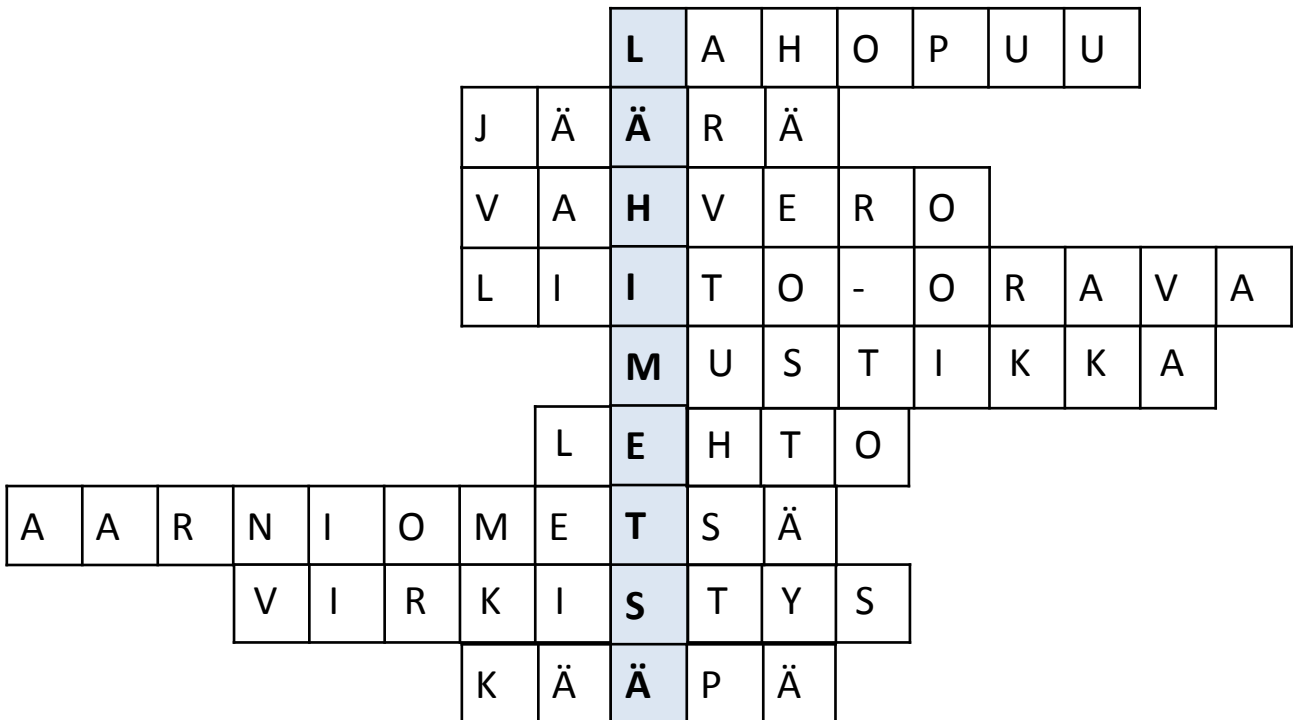 LAHOPUU
JÄÄRÄ
VAHVERO
LIITO-ORAVA
MUSTIKKA
LEHTO
AARNIOMETSÄ
VIRKISTYS
KÄÄPÄ